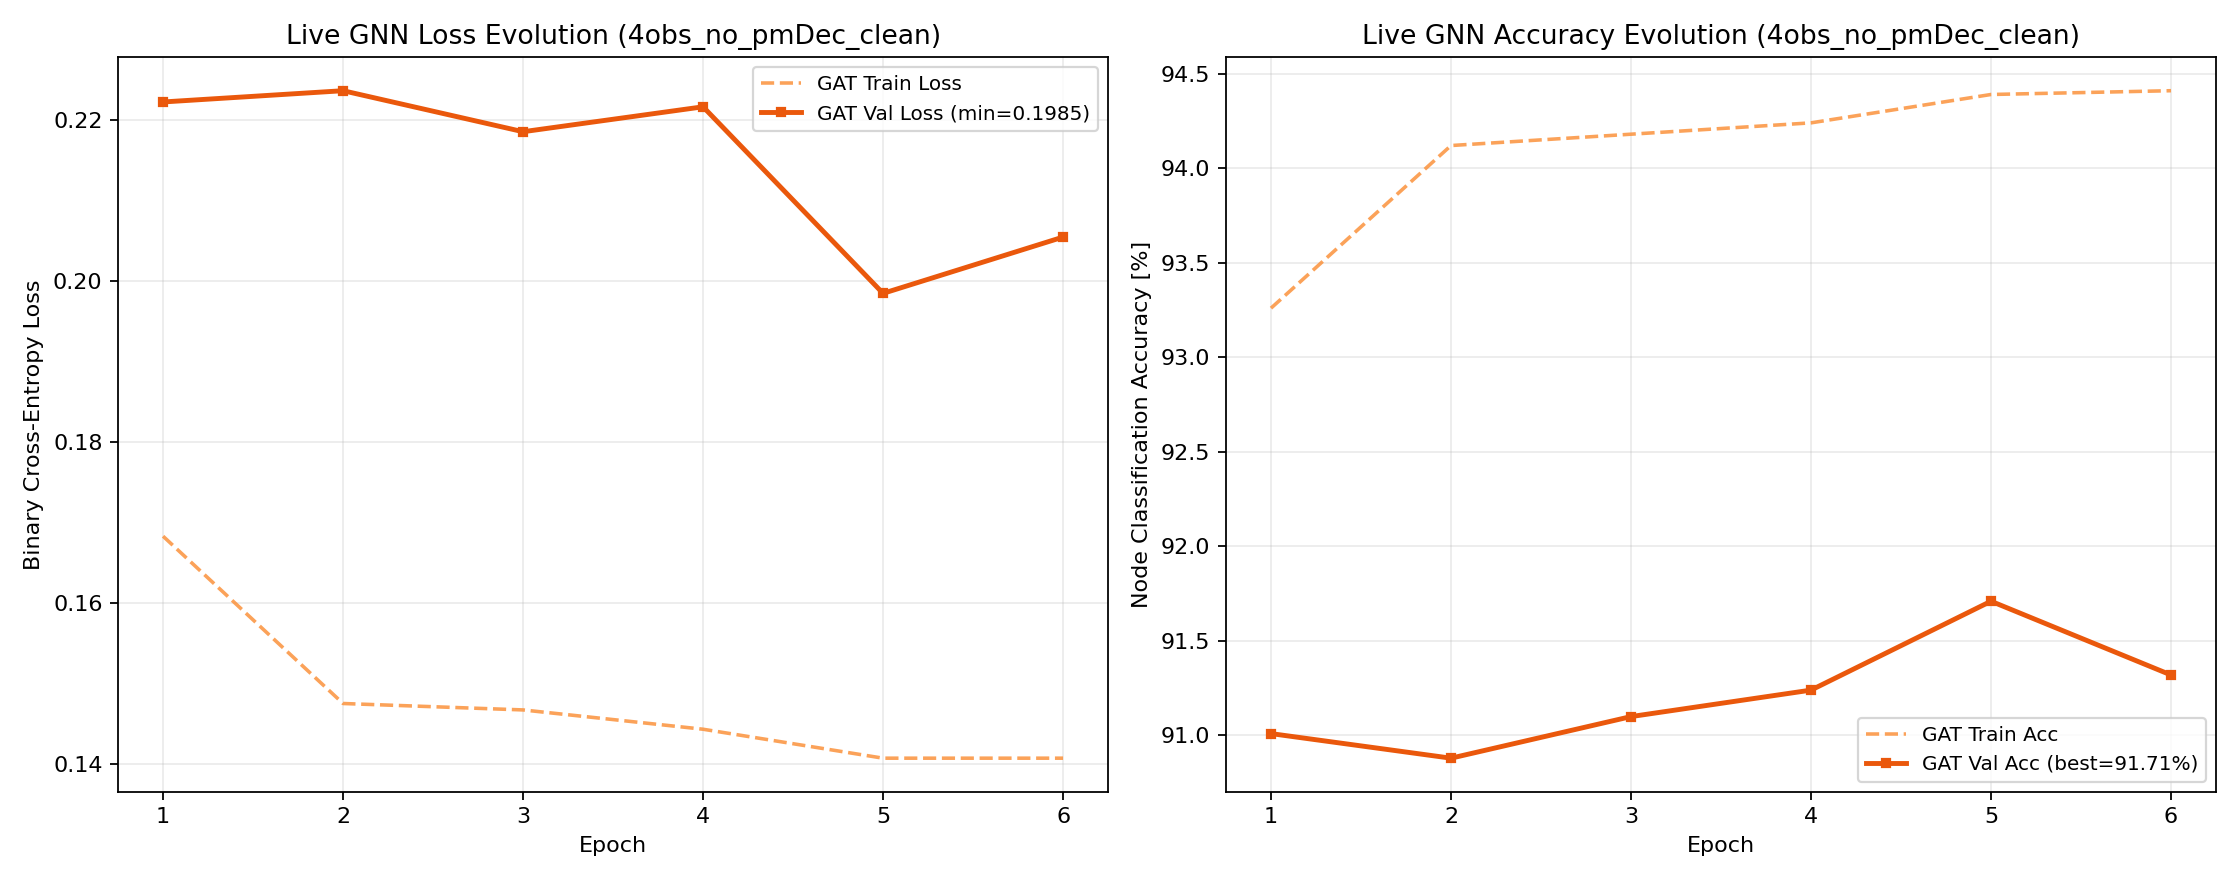 Live GNN Loss Evolution (4obs_no_pmDec_clean)
GAT Train Loss
GAT Val Loss (min=0.1985)
Binary Cross-Entropy Loss
0.22
0.20
0.18
0.16
0.14
1 2 3 4 5 6
Epoch
Live GNN Accuracy Evolution (4obs_no_pmDec_clean)
Node Classification Accuracy [%]
94.5
94.0
93.5
93.0
92.5
92.0
91.5
91.0
GAT Train Acc
GAT Val Acc (best=91.71%)
1 2 3 4 5 6
Epoch